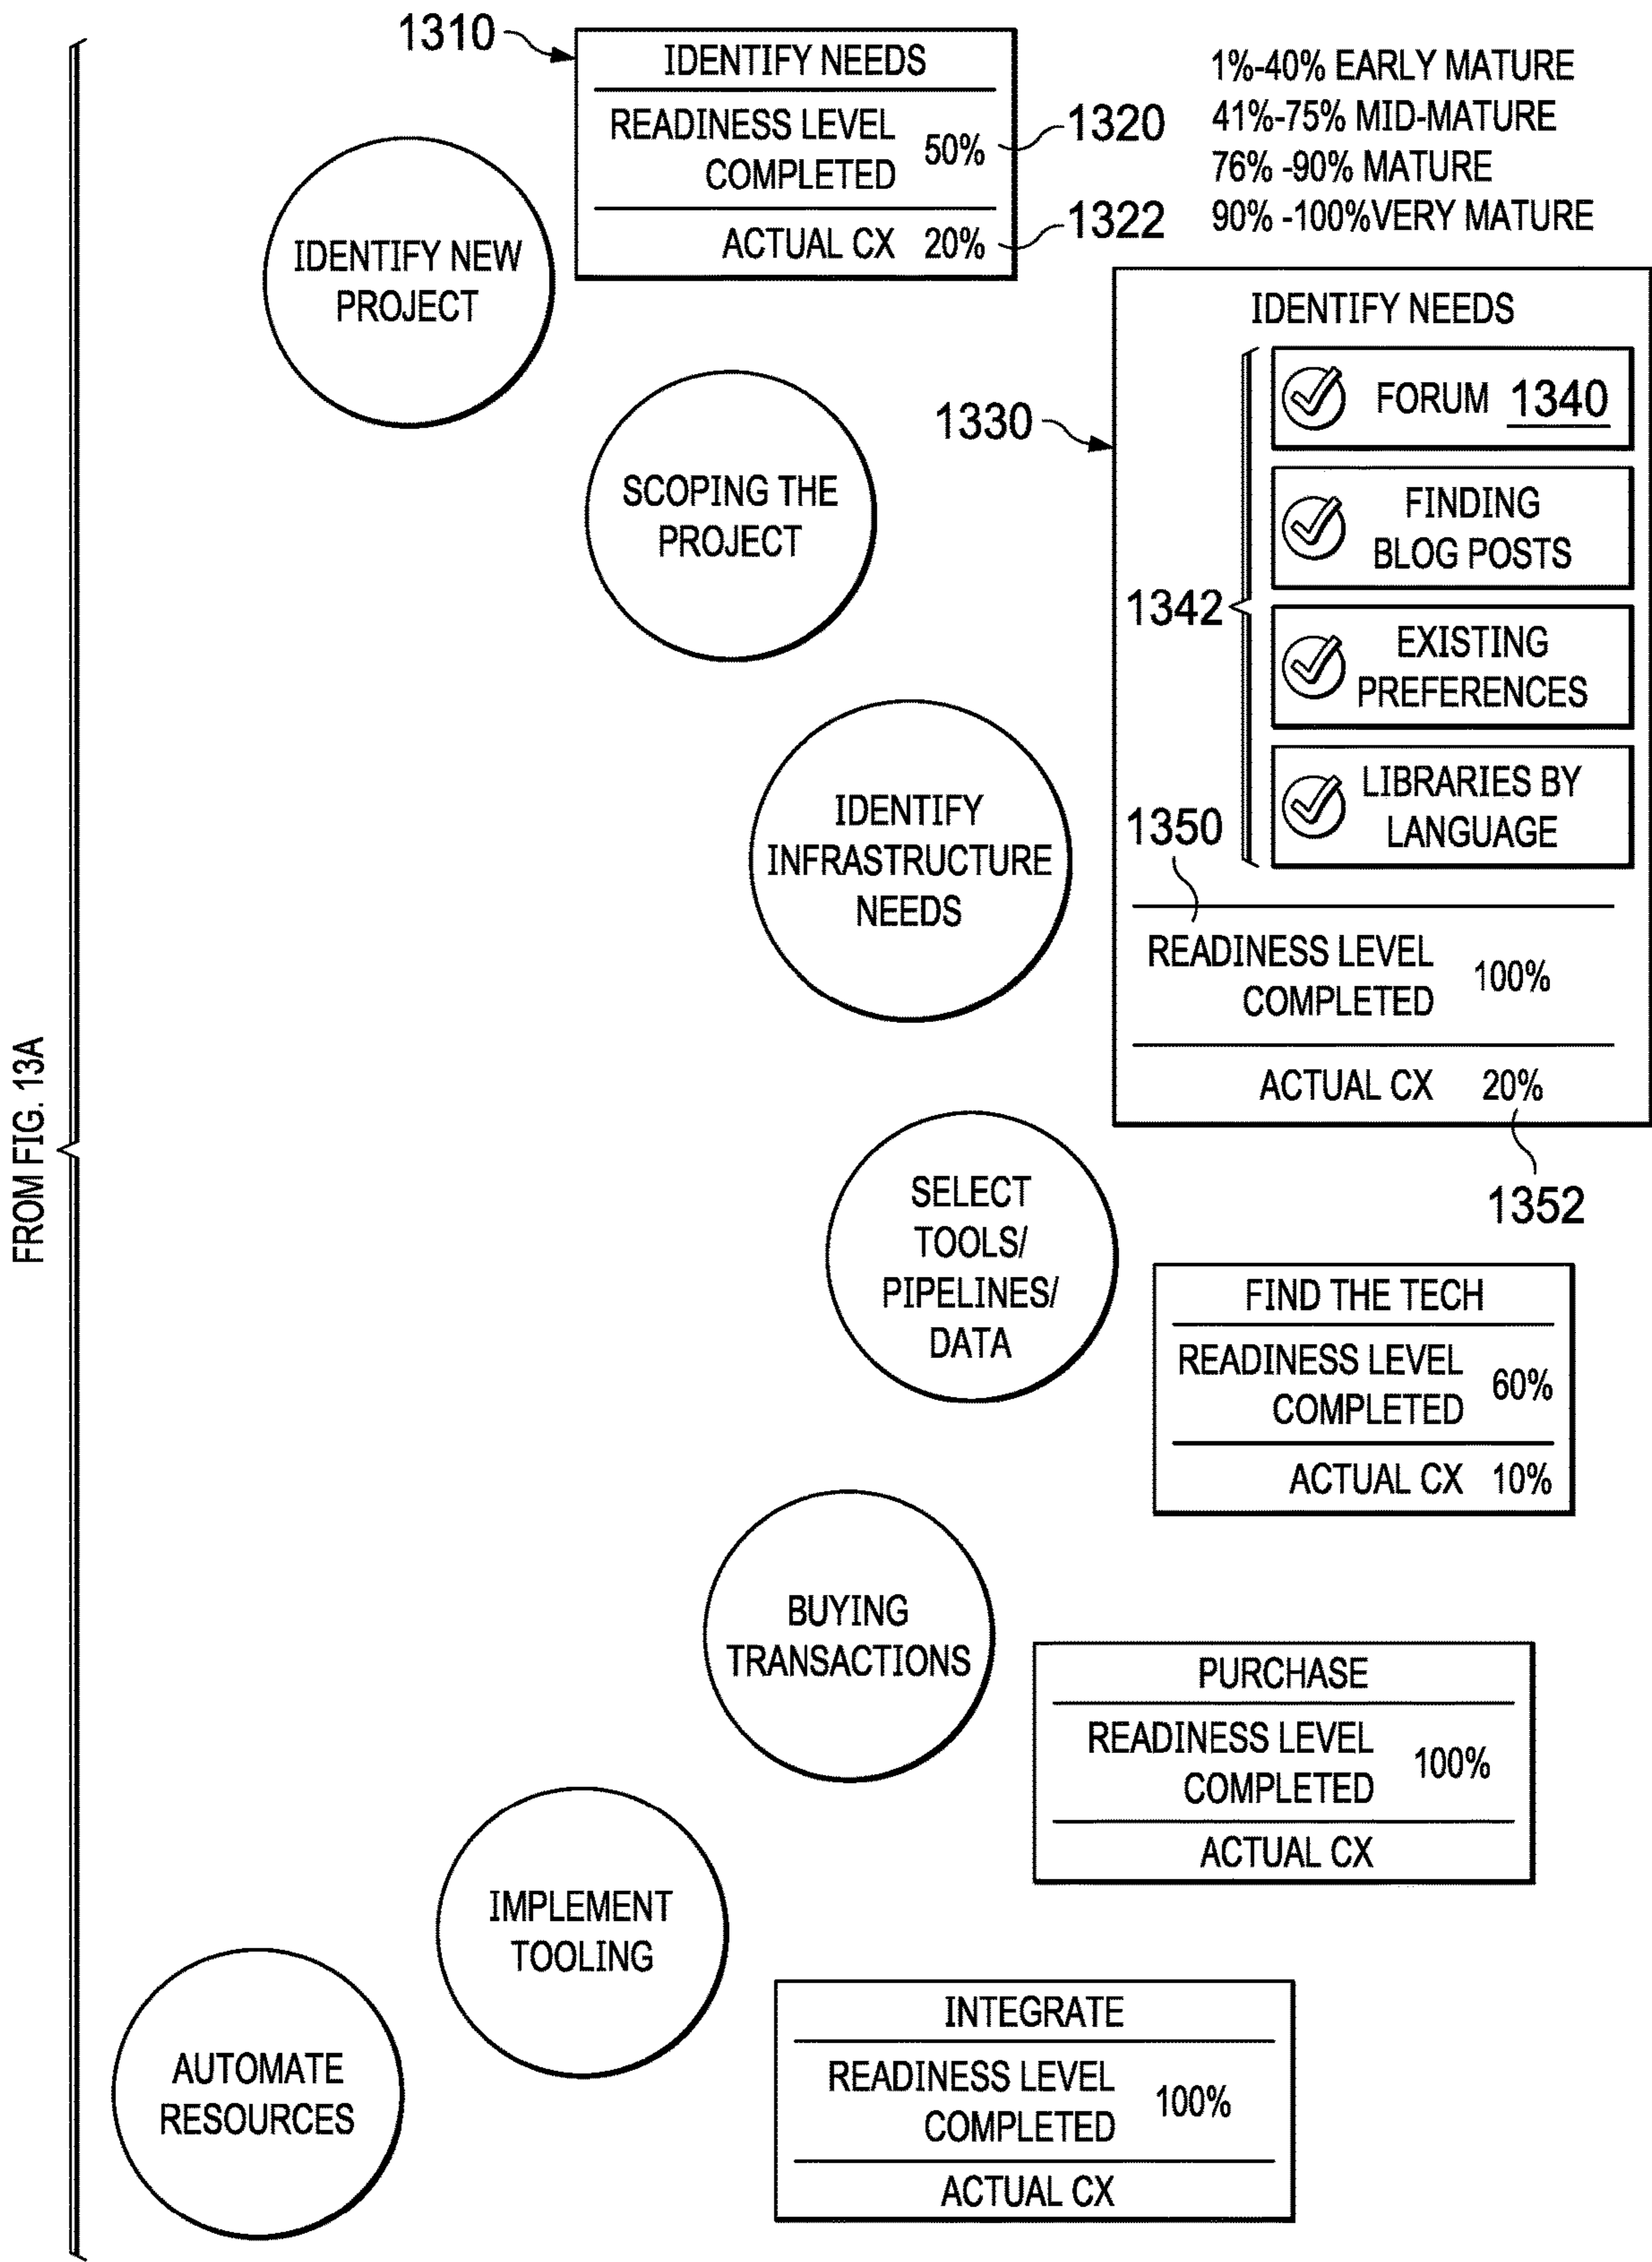 FROM FIG. 13A
1310
IDENTIFY NEEDS
READINESS LEVEL
COMPLETED
50%
1320
ACTUAL CX 20%
1322
1%-40% EARLY MATURE
41%-75% MID-MATURE
76% -90% MATURE
90% -100%VERY MATURE
IDENTIFY NEW
PROJECT
SCOPING THE
PROJECT
1330
IDENTIFY NEEDS
1342
FORUM 1340
FINDING
BLOG POSTS
EXISTING
PREFERENCES
LIBRARIES BY
LANGUAGE
1350
READINESS LEVEL
COMPLETED
100%
ACTUAL CX 20%
1352
IDENTIFY
INFRASTRUCTURE
NEEDS
SELECT
TOOLS/
PIPELINES/
DATA
FIND THE TECH
READINESS LEVEL
COMPLETED
60%
ACTUAL CX 10%
BUYING
TRANSACTIONS
PURCHASE
READINESS LEVEL
COMPLETED
100%
ACTUAL CX
IMPLEMENT
TOOLING
INTEGRATE
READINESS LEVEL
COMPLETED
100%
ACTUAL CX
AUTOMATE
RESOURCES